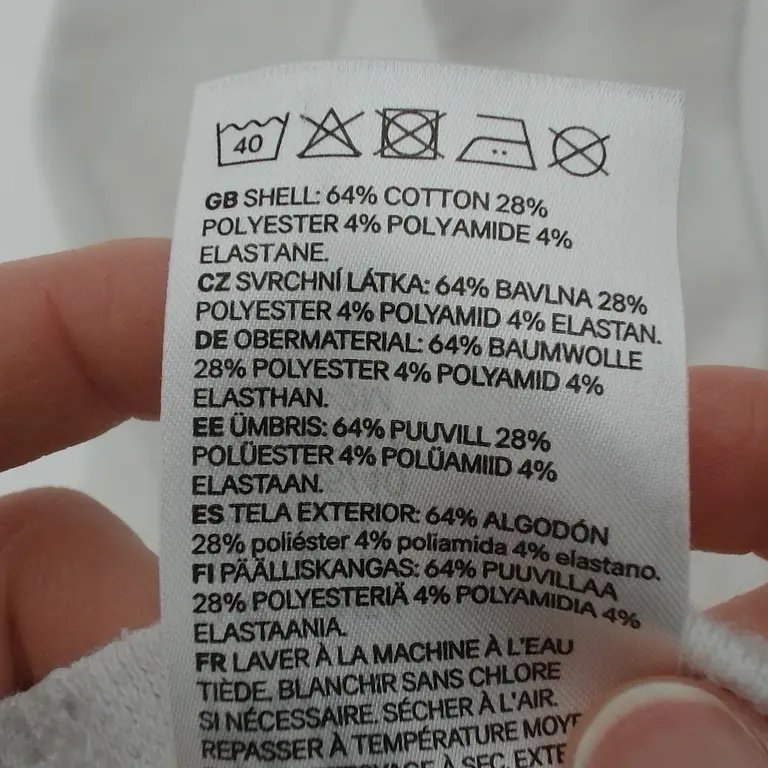 40
GB SHELL: 64% COTTON 28%
POLYESTER 4% POLYAMIDE 4%
ELASTANE.
CZ SVRCHNÍ LÁTKA: 64% BAVLNA 28%
POLYESTER 4% POLYAMID 4% ELASTAN.
DE OBERMATERIAL: 64% BAUMWOLLE
28% POLYESTER 4% POLYAMID 4%
ELASTHAN.
EE ÜMBRIS: 64% PUUVILL 28%
POLÜESTER 4% POLÜAMIID 4%
ELASTAAN.
ES TELA EXTERIOR: 64% ALGODÓN
28% poliéster 4% poliamida 4% elastano.
FI PÄÄLLISKANGAS: 64% PUUVILLAA
28% POLYESTERIÄ 4% POLYAMIDIA 4%
ELASTAANIA.
FR LAVER À LA MACHINE À L'EAU
TIÈDE. BLANCHIR SANS CHLORE
SI NÉCESSAIRE. SÉCHER À L'AIR.
REPASSER À TEMPÉRATURE
À SEC. EXTE